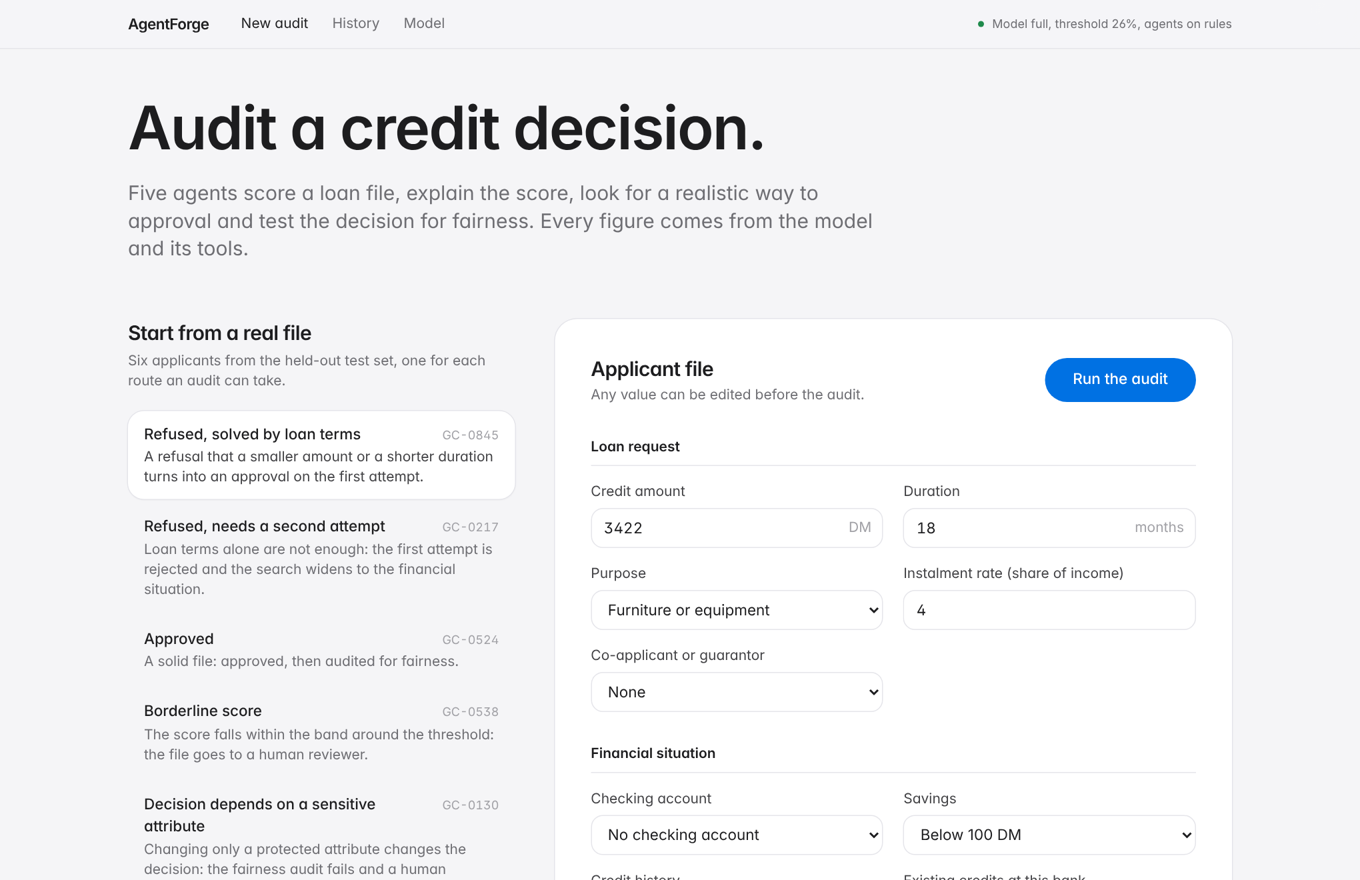 AgentForge New audit History Model Model full, threshold 26%, agents on rules
Audit a credit decision.
Five agents score a loan file, explain the score, look for a realistic way to
approval and test the decision for fairness. Every figure comes from the model
and its tools.
Start from a real file
Six applicants from the held-out test set, one for each
route an audit can take.
Refused, solved by loan terms GC-0845
A refusal that a smaller amount or a shorter duration
turns into an approval on the first attempt.
Refused, needs a second attempt GC-0217
Loan terms alone are not enough: the first attempt is
rejected and the search widens to the financial
situation.
Approved GC-0524
A solid file: approved, then audited for fairness.
Borderline score GC-0538
The score falls within the band around the threshold:
the file goes to a human reviewer.
Decision depends on a sensitive GC-0130
attribute
Changing only a protected attribute changes the
decision: the fairness audit fails and a human
Applicant file
Any value can be edited before the audit.
Run the audit
Loan request
Credit amount Duration
3422 DM 18 months
Purpose Instalment rate (share of income)
Furniture or equipment 4
Co-applicant or guarantor
None
Financial situation
Checking account Savings
No checking account Below 100 DM
Credit history Existing credits at this bank